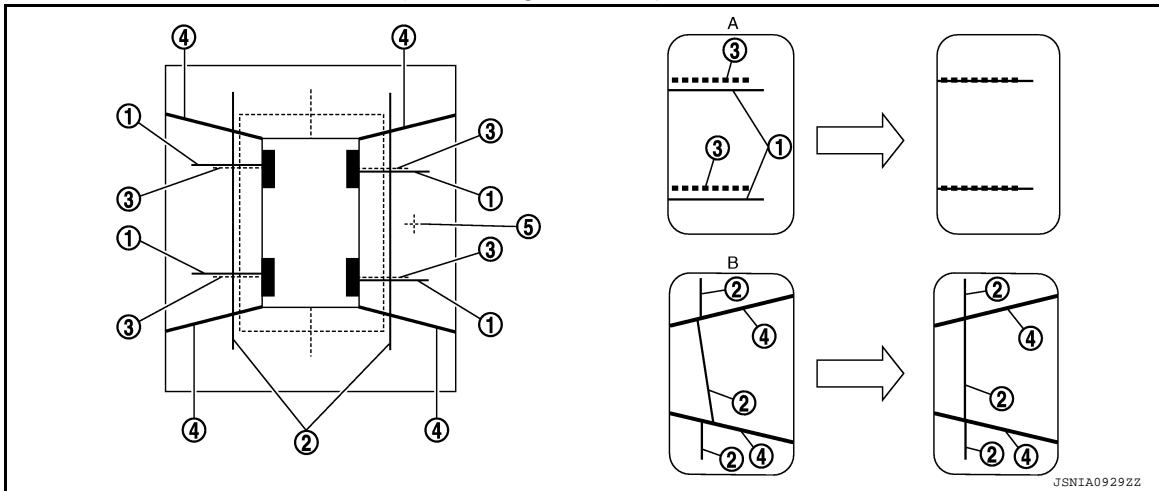 A
④ ④ ③
① ③
③ ① ③ ①
① ⑤
① ③
③ ①
④ ④
②
B
② ②
④ ④
② ②
② ④ ② ④
JSNIA0929ZZ